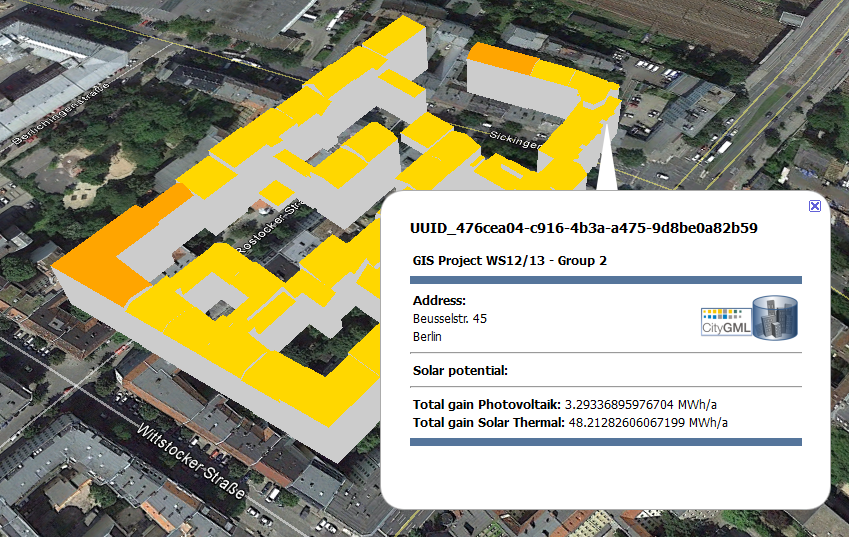 Berlichingenstraße
Sickingen
Rostocker-Stra
Wittstocker-Straße
UUID_476cea04-c916-4b3a-a475-9d8be0a82b59
GIS Project WS12/13 - Group 2
Address:
Beusselstr. 45
Berlin
CityGML
Solar potential:
Total gain Photovoltaik: 3.29336895976704 MWh/a
Total gain Solar Thermal: 48.21282606067199 MWh/a